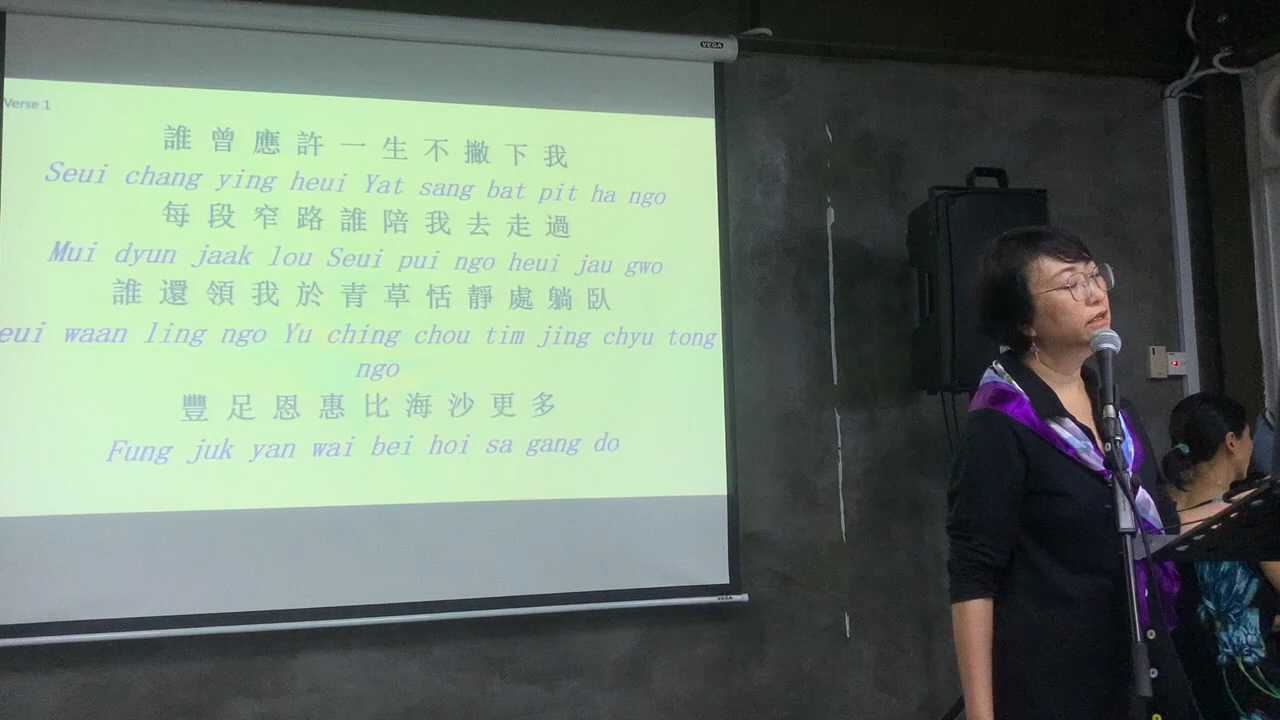 VEGA
Verse 1
誰曾應許一生不撇下我
Seui chang ying heui Yat sang bat pit ha ngo
每段窄路誰陪我去走過
Mui dyun jaak lou Seui pui ngo heui jau gwo
誰還領我於青草恬靜處躺臥
eui waan ling ngo Yu ching chou tim jing chyu tong
ngo
豐足恩惠比海沙更多
Fung juk yan wai bei hoi sa gang do
VEGA